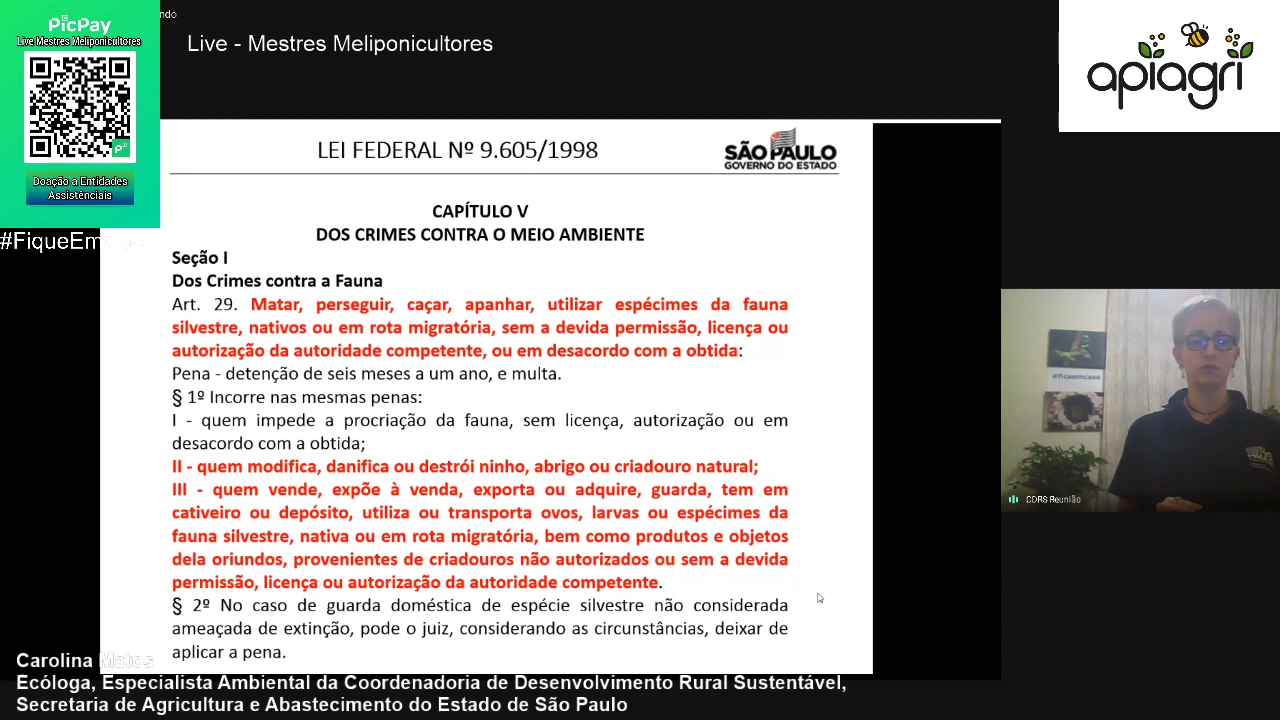 PicPay
Live Mestres Meliponicultores
Doação a Entidades
Assistênciais
#FiqueEm
ndo
Live - Mestres Meliponicultores
apiagri
LEI FEDERAL Nº 9.605/1998
SÃO PAULO
GOVERNO DO ESTADO
CAPÍTULO V
DOS CRIMES CONTRA O MEIO AMBIENTE
Seção I
Dos Crimes contra a Fauna
Art. 29. Matar, perseguir, caçar, apanhar, utilizar espécimes da fauna
silvestre, nativos ou em rota migratória, sem a devida permissão, licença ou
autorização da autoridade competente, ou em desacordo com a obtida:
Pena - detenção de seis meses a um ano, e multa.
§ 1º Incorre nas mesmas penas:
I - quem impede a procriação da fauna, sem licença, autorização ou em
desacordo com a obtida;
II - quem modifica, danifica ou destrói ninho, abrigo ou criadouro natural;
III - quem vende, expõe à venda, exporta ou adquire, guarda, tem em
cativeiro ou depósito, utiliza ou transporta ovos, larvas ou espécimes da
fauna silvestre, nativa ou em rota migratória, bem como produtos e objetos
dela oriundos, provenientes de criadouros não autorizados ou sem a devida
permissão, licença ou autorização da autoridade competente.
§ 2º No caso de guarda doméstica de espécie silvestre não considerada
ameaçada de extinção, pode o juiz, considerando as circunstâncias, deixar de
aplicar a pena.
#ficaemcasa
CDRS Reunião
Carolina Matos
Ecóloga, Especialista Ambiental da Coordenadoria de Desenvolvimento Rural Sustentável,
Secretaria de Agricultura e Abastecimento do Estado de São Paulo